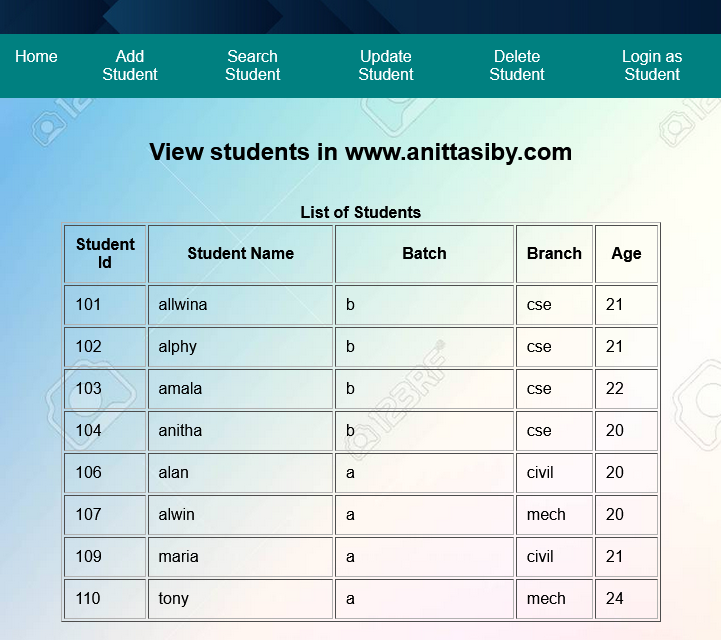 Home Add Student Search Student Update Student Delete Student Login as Student
View students in www.anittasiby.com
List of Students
Student Id Student Name Batch Branch Age
101 allwina b cse 21
102 alphy b cse 21
103 amala b cse 22
104 anitha b cse 20
106 alan a civil 20
107 alwin a mech 20
109 maria a civil 21
110 tony a mech 24
123RF